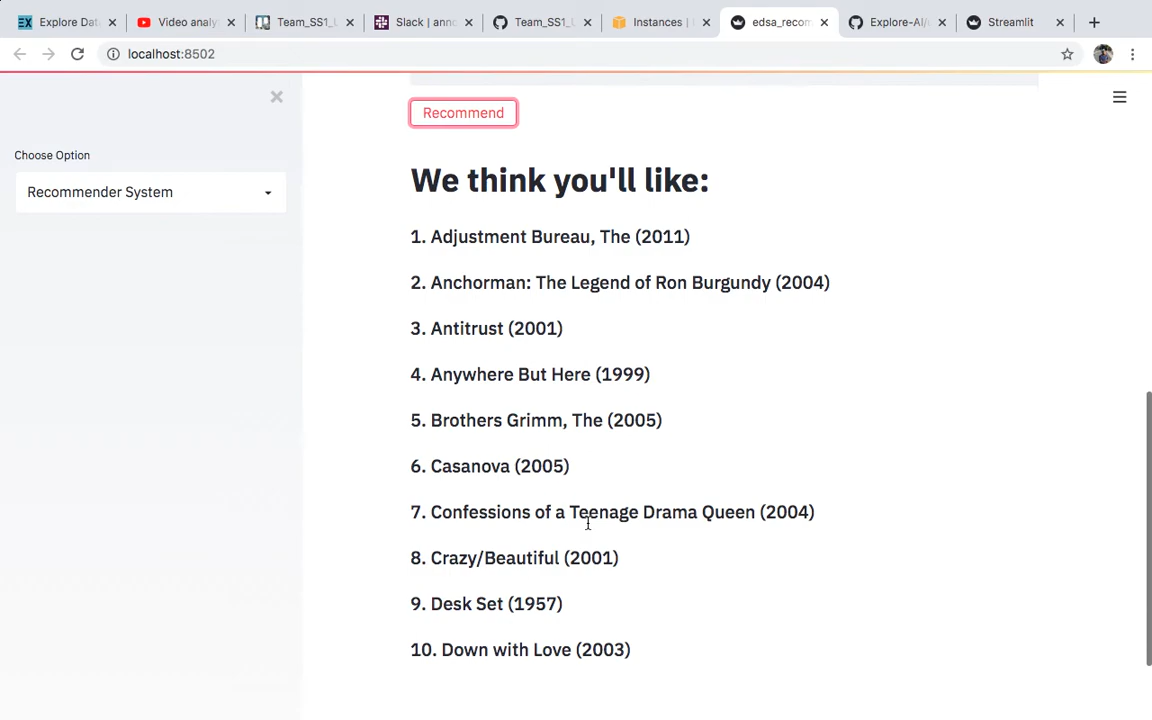 Explore Dat
Video analy
Team_SS1_
Slack | anno
Team_SS1_U
Instances |
edsa_recom
Explore-AI/
Streamlit
localhost:8502
Recommend
Choose Option
Recommender System
We think you'll like:
1. Adjustment Bureau, The (2011)
2. Anchorman: The Legend of Ron Burgundy (2004)
3. Antitrust (2001)
4. Anywhere But Here (1999)
5. Brothers Grimm, The (2005)
6. Casanova (2005)
7. Confessions of a Teenage Drama Queen (2004)
8. Crazy/Beautiful (2001)
9. Desk Set (1957)
10. Down with Love (2003)